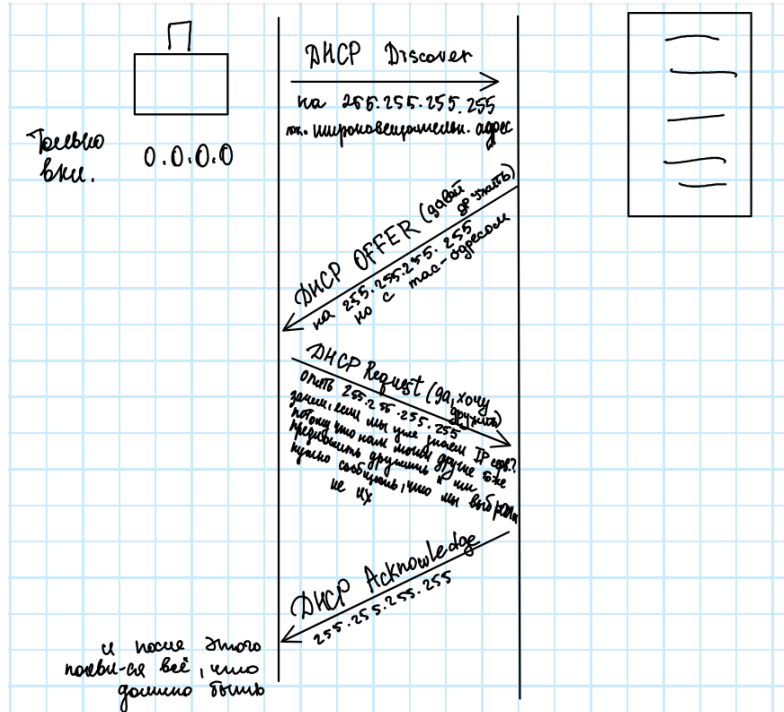 DHCP Discover
на 255.255.255.255
лок. широковещательн. адрес
Только
вкл.
0.0.0.0
DHCP OFFER (давай
дружить)
на 255.255.255.255
но с mac-адресом
DHCP Request (да, хочу
дружить)
опять 255.255.255.255
зачем, если мы уже знаем IP серв?
потому что нам могли другие тоже
предложить дружить и им
нужно сообщить, что мы выбрали
не их
DHCP Acknowledge
255.255.255.255
и после этого
появи-ся всё, что
должно быть